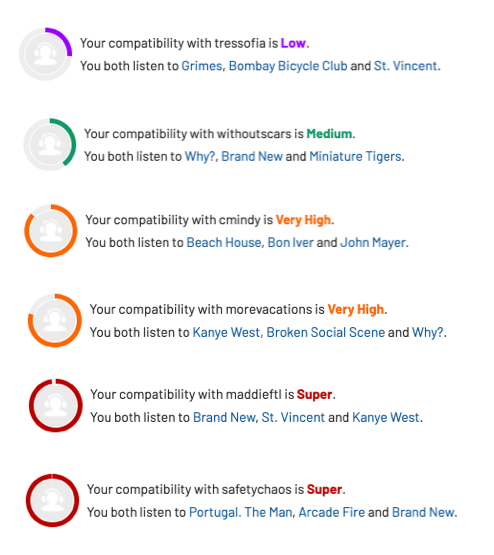 Your compatibility with tressofia is Low.
You both listen to Grimes, Bombay Bicycle Club and St. Vincent.
Your compatibility with withoutscars is Medium.
You both listen to Why?, Brand New and Miniature Tigers.
Your compatibility with cmindy is Very High.
You both listen to Beach House, Bon Iver and John Mayer.
Your compatibility with morevacations is Very High.
You both listen to Kanye West, Broken Social Scene and Why?.
Your compatibility with maddieftl is Super.
You both listen to Brand New, St. Vincent and Kanye West.
Your compatibility with safetychaos is Super.
You both listen to Portugal. The Man, Arcade Fire and Brand New.